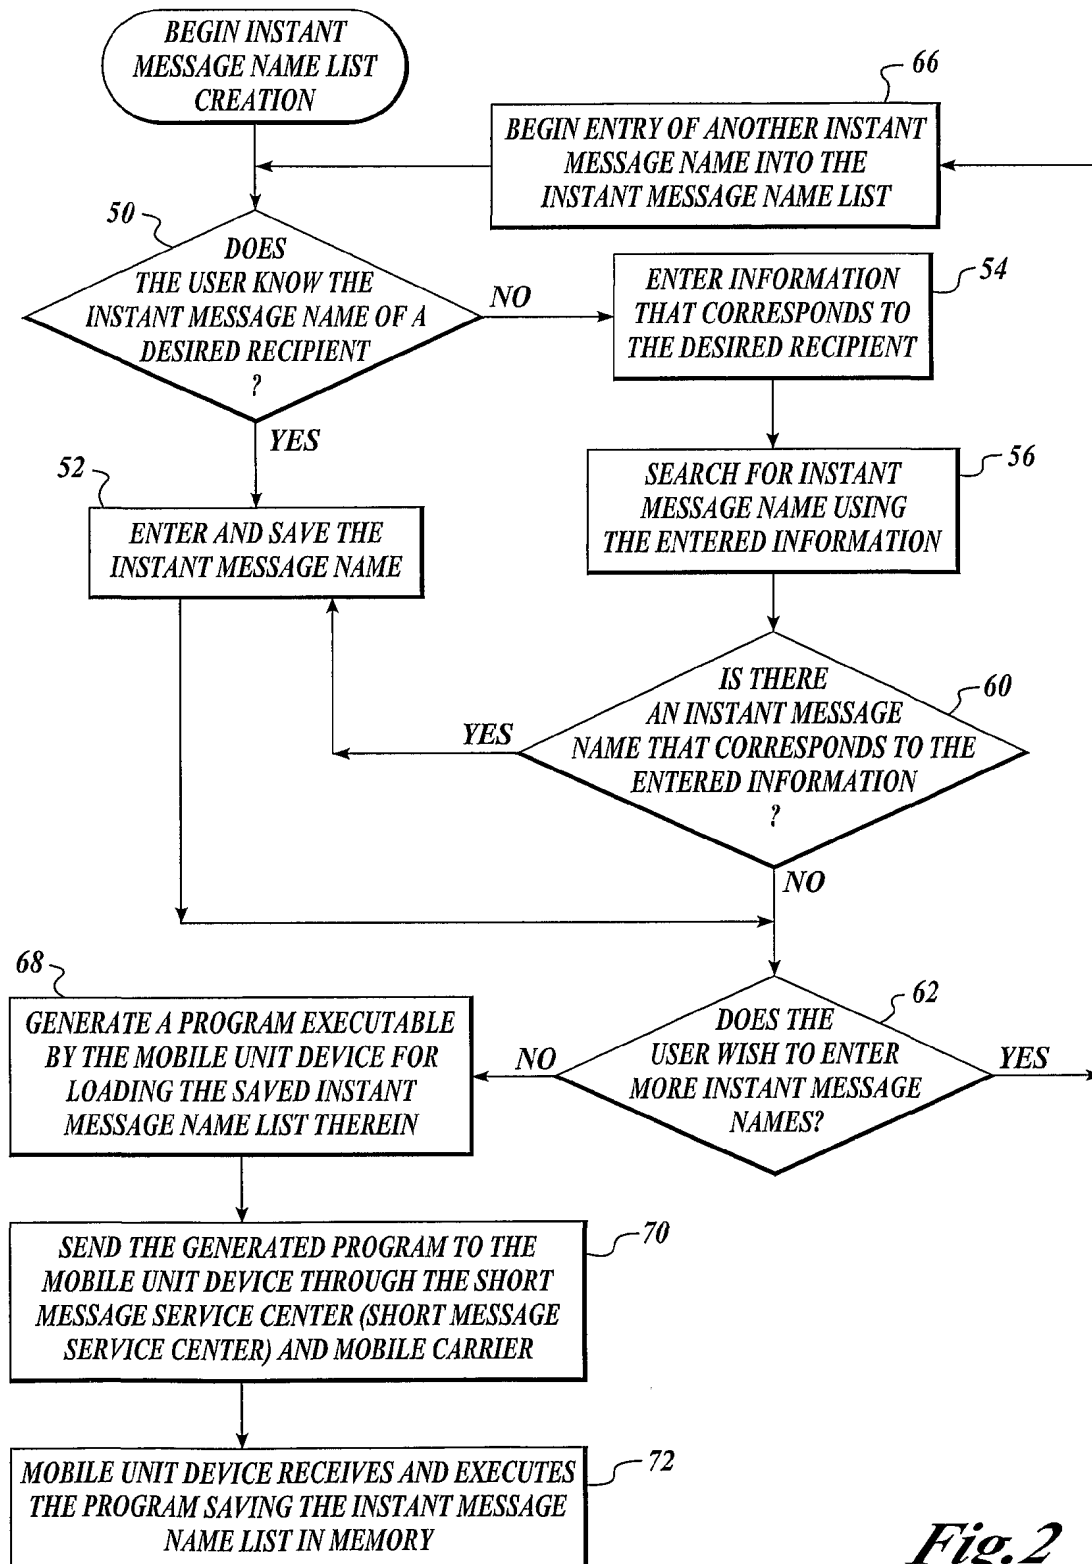 BEGIN INSTANT
MESSAGE NAME LIST
CREATION
66
BEGIN ENTRY OF ANOTHER INSTANT
MESSAGE NAME INTO THE
INSTANT MESSAGE NAME LIST
50
DOES
THE USER KNOW THE
INSTANT MESSAGE NAME OF A
DESIRED RECIPIENT
?
NO
YES
54
ENTER INFORMATION
THAT CORRESPONDS TO
THE DESIRED RECIPIENT
52
ENTER AND SAVE THE
INSTANT MESSAGE NAME
56
SEARCH FOR INSTANT
MESSAGE NAME USING
THE ENTERED INFORMATION
60
IS THERE
AN INSTANT MESSAGE
NAME THAT CORRESPONDS TO THE
ENTERED INFORMATION
?
YES
NO
62
DOES THE
USER WISH TO ENTER
MORE INSTANT MESSAGE
NAMES?
YES
NO
68
GENERATE A PROGRAM EXECUTABLE
BY THE MOBILE UNIT DEVICE FOR
LOADING THE SAVED INSTANT
MESSAGE NAME LIST THEREIN
70
SEND THE GENERATED PROGRAM TO THE
MOBILE UNIT DEVICE THROUGH THE SHORT
MESSAGE SERVICE CENTER (SHORT MESSAGE
SERVICE CENTER) AND MOBILE CARRIER
72
MOBILE UNIT DEVICE RECEIVES AND EXECUTES
THE PROGRAM SAVING THE INSTANT MESSAGE
NAME LIST IN MEMORY
Fig.2